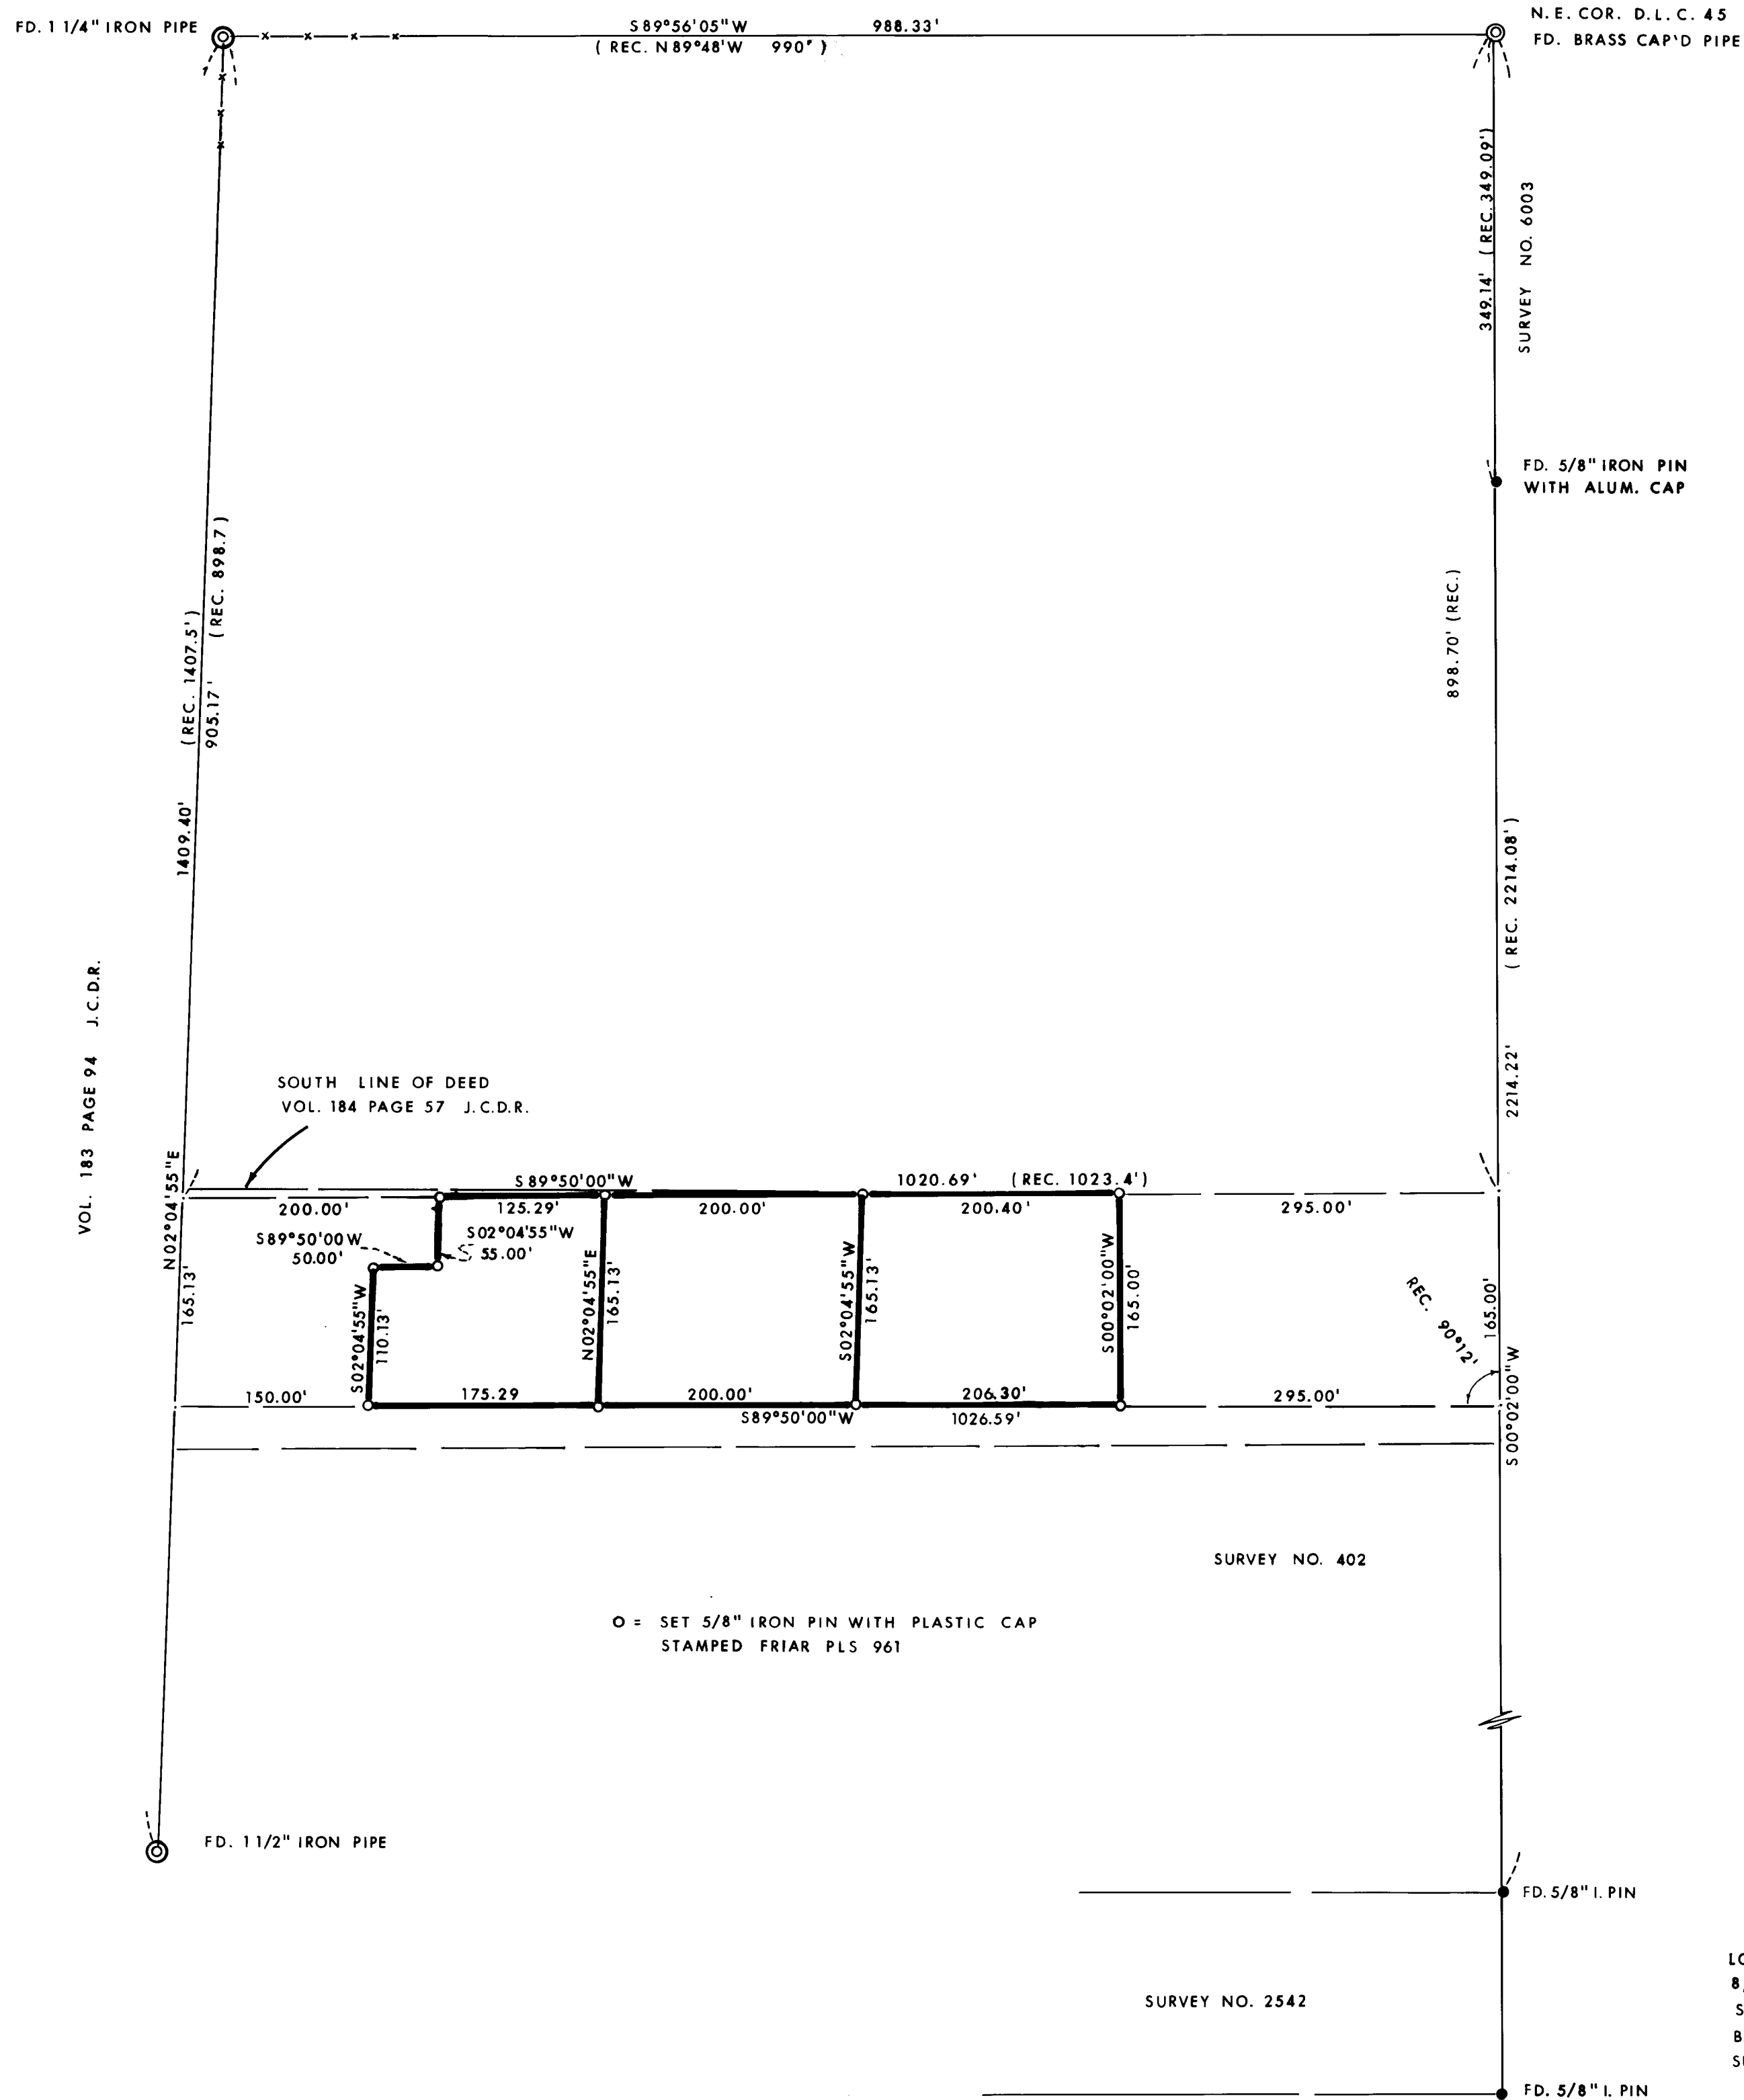 FD. 1 1/4" IRON PIPE
S89°56'05"W 988.33'
( REC. N89°48'W 990' )
N. E. COR. D. L. C. 45
FD. BRASS CAP'D PIPE
349.14' ( REC. 349.09')
SURVEY NO. 6003
FD. 5/8" IRON PIN
WITH ALUM. CAP
898.70' (REC.)
( REC. 2214.08' )
2214.22'
(REC. 1407.5' )
1409.40'
905.17' (REC. 898.7)
VOL. 183 PAGE 94 J.C.D.R.
SOUTH LINE OF DEED
VOL. 184 PAGE 57 J.C.D.R.
N02°04'55"E
S89°50'00"W
1020.69' (REC. 1023.4')
200.00'
125.29'
200.00'
200.40'
295.00'
S89°50'00W
50.00'
S02°04'55"W
55.00'
165.13'
S02°04'55"W
110.13'
N02°04'55"E
165.13'
S02°04'55"W
165.13'
S00°02'00"W
165.00'
REC. 90°12'
165.00'
S00°02'00"W
150.00'
175.29
200.00'
206.30'
295.00'
S89°50'00"W
1026.59'
SURVEY NO. 402
O = SET 5/8" IRON PIN WITH PLASTIC CAP
STAMPED FRIAR PLS 961
FD. 1 1/2" IRON PIPE
FD. 5/8" I. PIN
SURVEY NO. 2542
FD. 5/8" I. PIN